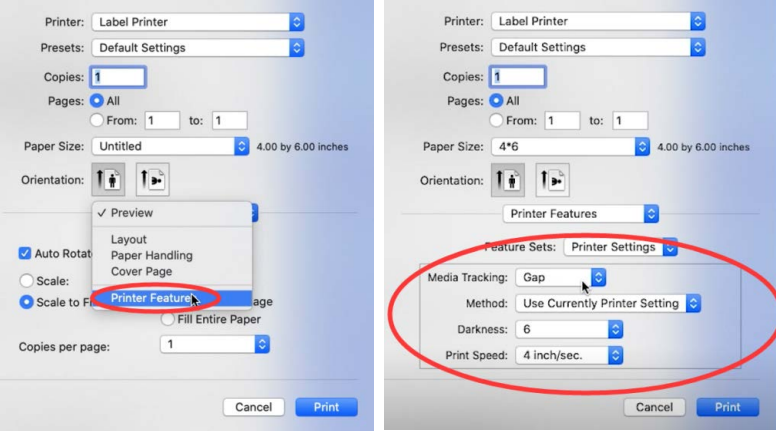 Printer: Label Printer
Presets: Default Settings
Copies: 1
Pages: All
From: 1 to: 1
Paper Size: Untitled 4.00 by 6.00 inches
Orientation:
✓ Preview
Layout
Paper Handling
Cover Page
Printer Feature
Auto Rotat
Scale:
Scale to Fi age
Fill Entire Paper
Copies per page: 1
Cancel Print
Printer: Label Printer
Presets: Default Settings
Copies: 1
Pages: All
From: 1 to: 1
Paper Size: 4*6 4.00 by 6.00 inches
Orientation:
Printer Features
Feature Sets: Printer Settings
Media Tracking: Gap
Method: Use Currently Printer Setting
Darkness: 6
Print Speed: 4 inch/sec.
Cancel Print